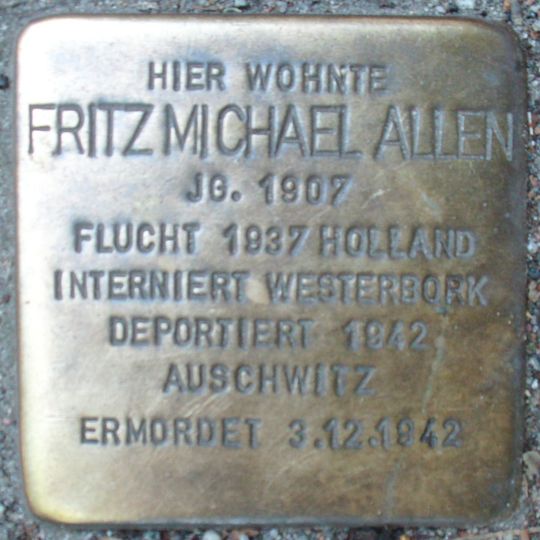 HIER WOHNTE
FRITZ MICHAEL ALLEN
JG. 1907
FLUCHT 1937 HOLLAND
INTERNIERT WESTERBORK
DEPORTIERT 1942
AUSCHWITZ
ERMORDET 3.12.1942